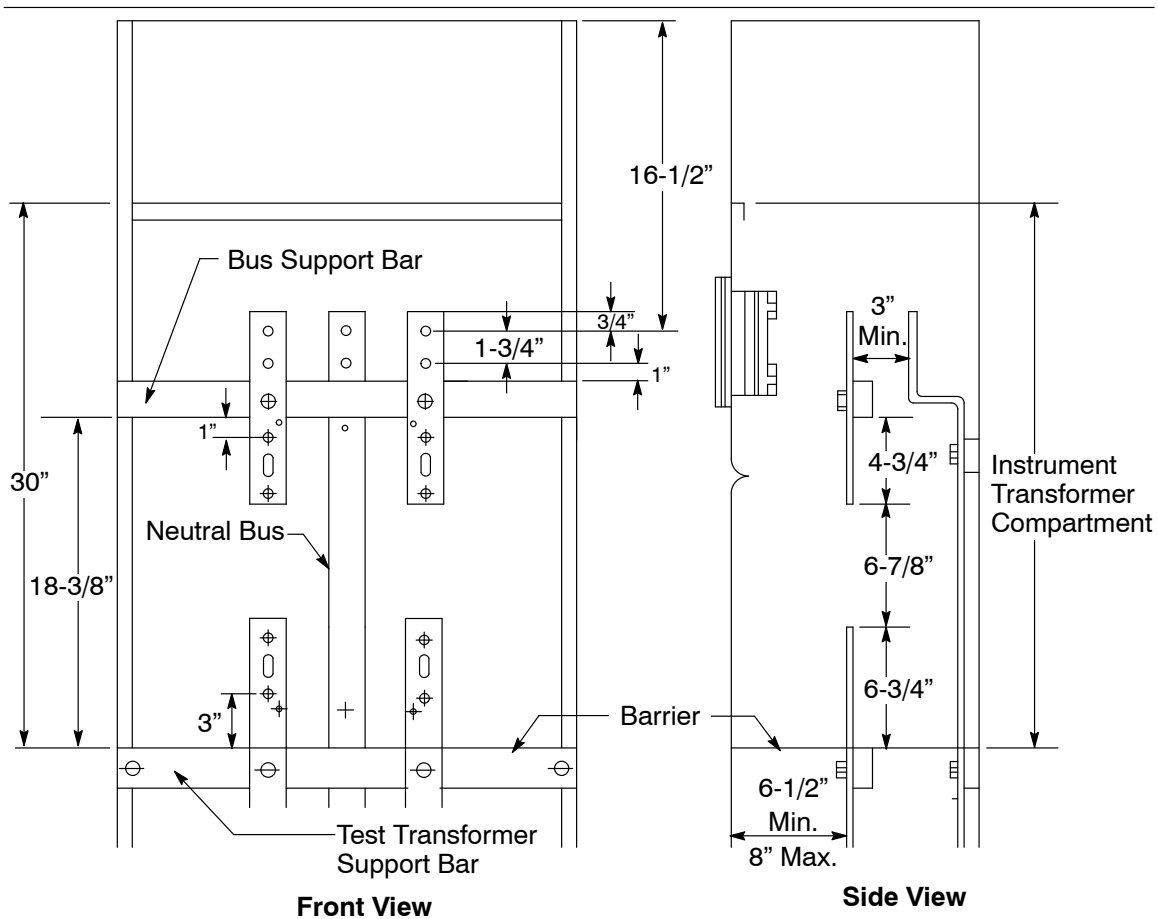 16-1/2”
Bus Support Bar
3/4”
1-3/4”
1”
3”
Min.
1”
4-3/4”
30”
Instrument
Transformer
Compartment
Neutral Bus
6-7/8”
18-3/8”
6-3/4”
3”
Barrier
6-1/2”
Min.
8” Max.
Test Transformer
Support Bar
Front View
Side View